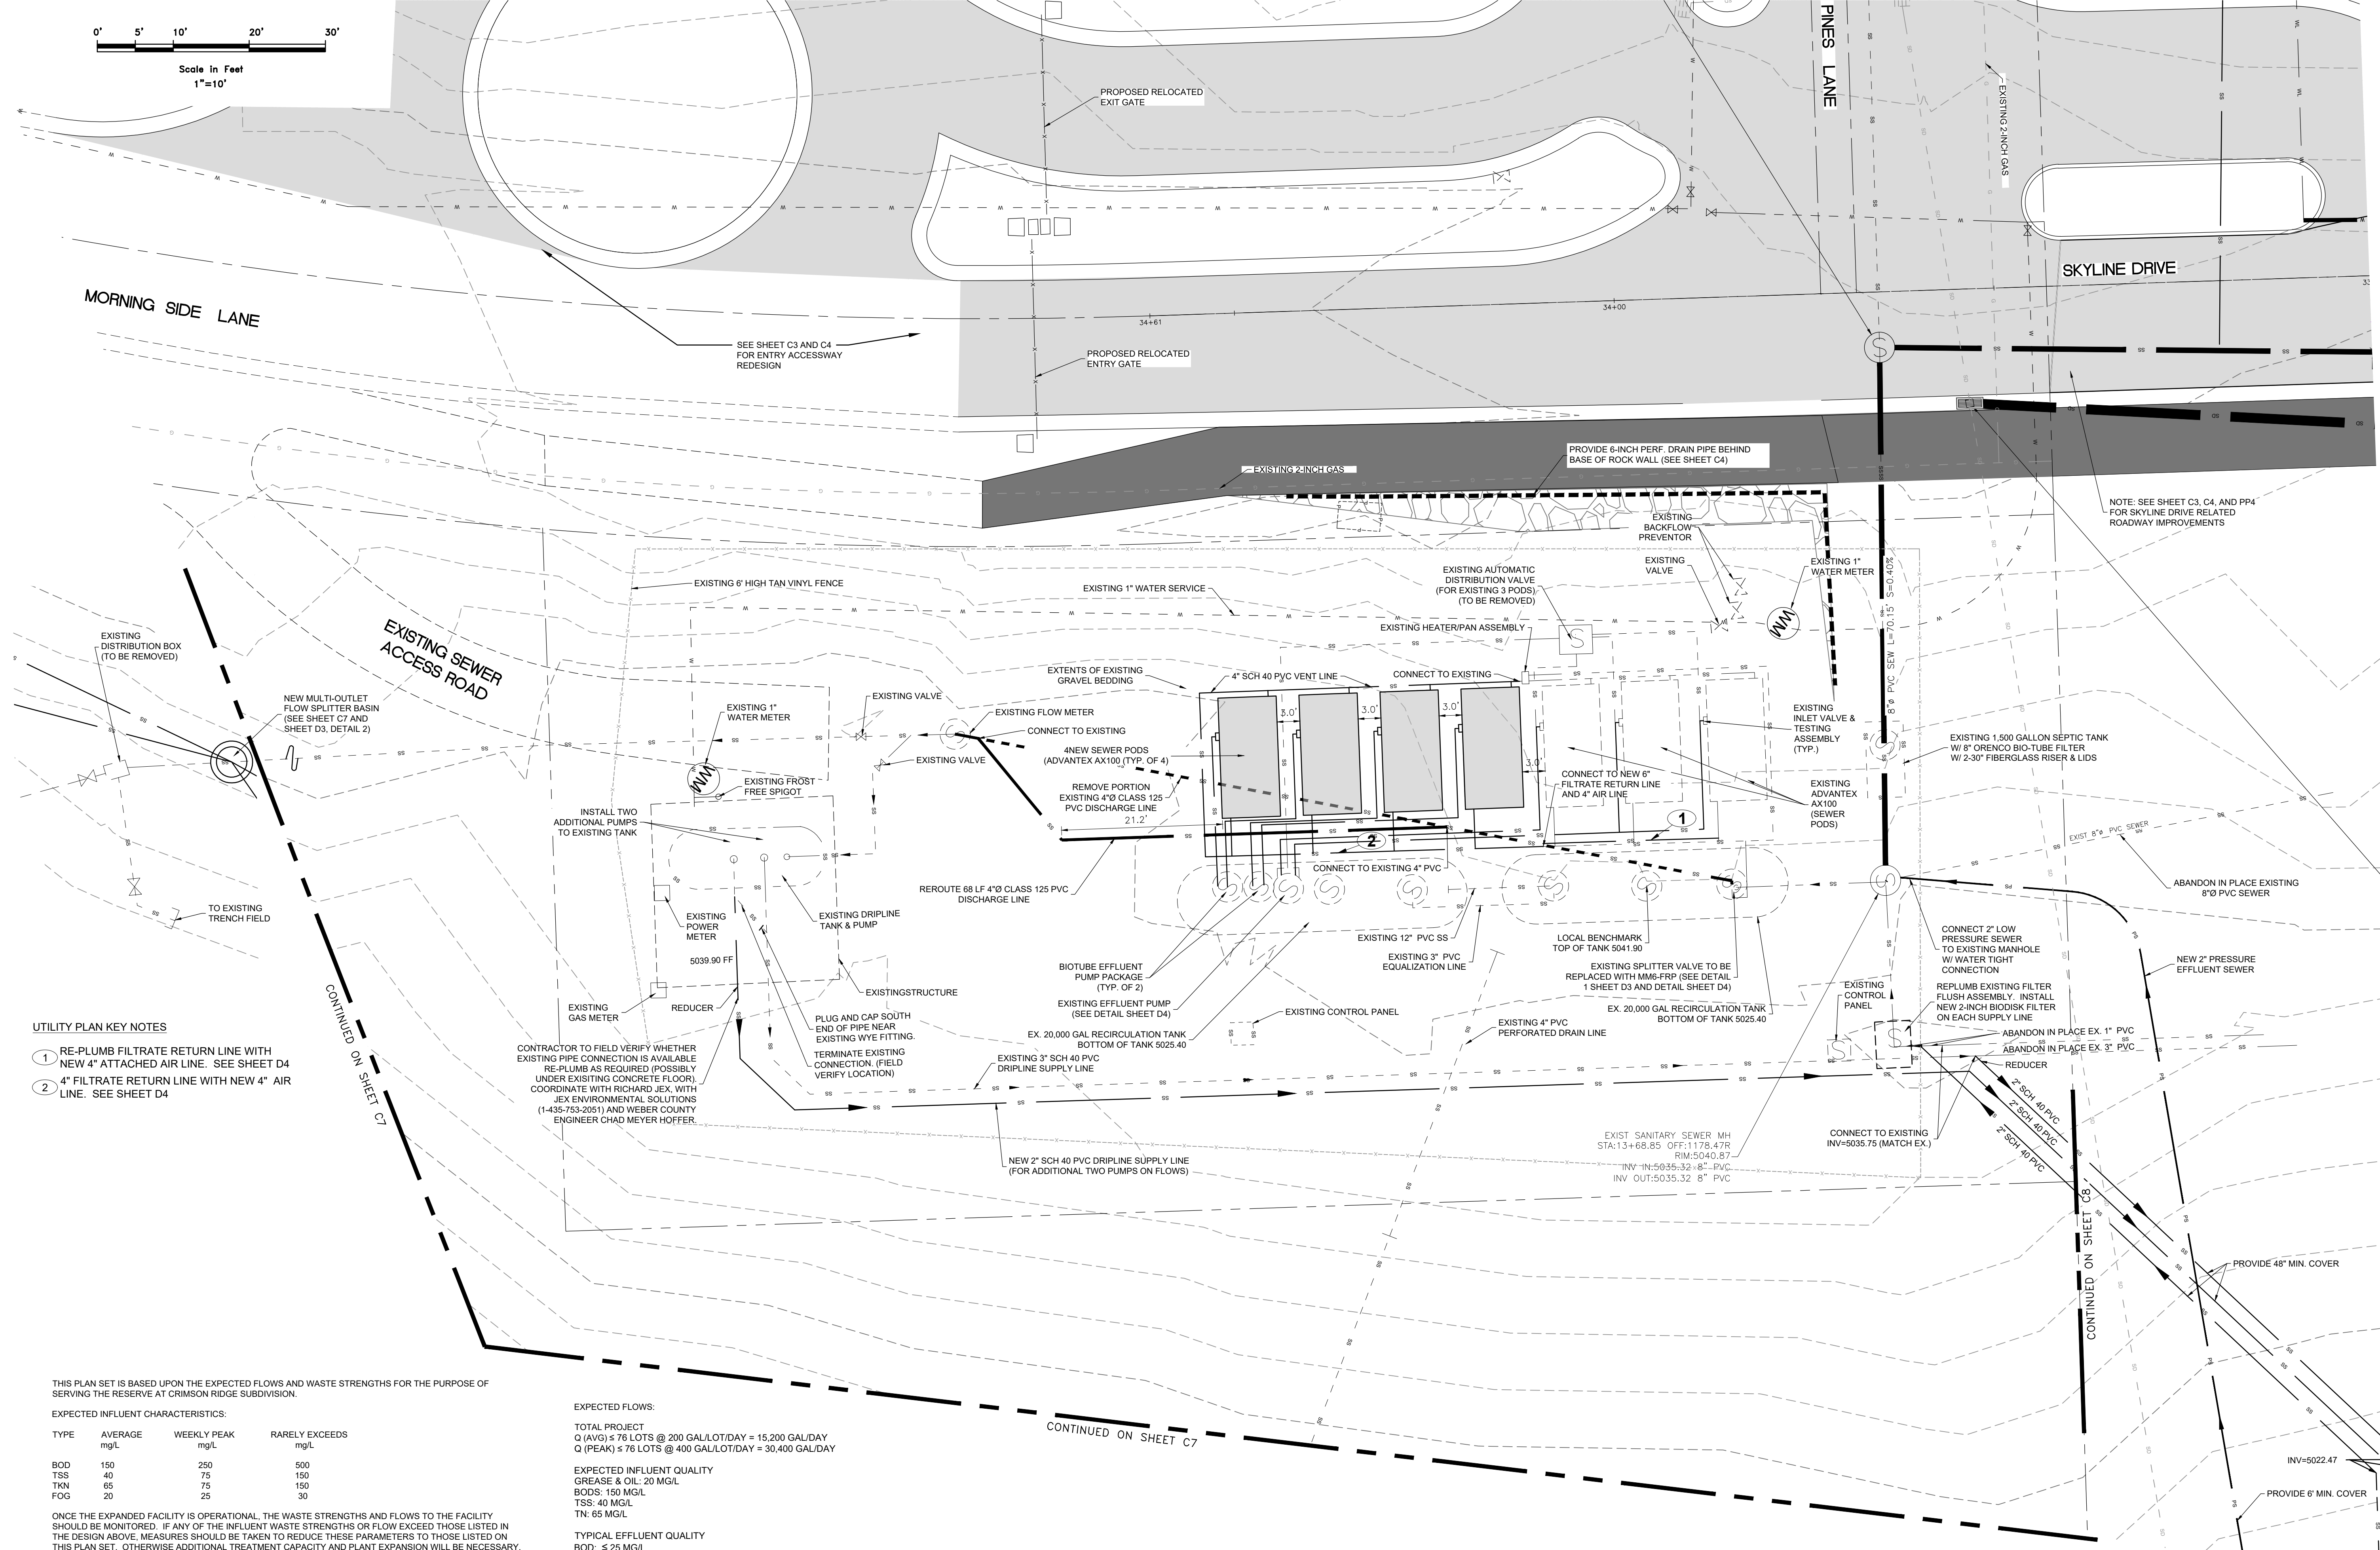 0' 5' 10' 20' 30'
Scale in Feet
1"=10'
PINES LANE
EXISTING 2-INCH GAS
PROPOSED RELOCATED
EXIT GATE
SKYLINE DRIVE
MORNING SIDE LANE
34+61
34+00
33
SEE SHEET C3 AND C4
FOR ENTRY ACCESSWAY
REDESIGN
PROPOSED RELOCATED
ENTRY GATE
EXISTING 2-INCH GAS
PROVIDE 6-INCH PERF. DRAIN PIPE BEHIND
BASE OF ROCK WALL (SEE SHEET C4)
NOTE: SEE SHEET C3, C4, AND PP4
FOR SKYLINE DRIVE RELATED
ROADWAY IMPROVEMENTS
EXISTING
BACKFLOW
PREVENTOR
EXISTING
VALVE
EXISTING 1"
WATER METER
WM
8"ø PVC SEW L=70.15' S=0.40%
EXISTING 6' HIGH TAN VINYL FENCE
EXISTING 1" WATER SERVICE
EXISTING AUTOMATIC
DISTRIBUTION VALVE
(FOR EXISTING 3 PODS)
(TO BE REMOVED)
EXISTING HEATER/PAN ASSEMBLY
EXISTING
DISTRIBUTION BOX
(TO BE REMOVED)
EXISTING SEWER
ACCESS ROAD
NEW MULTI-OUTLET
FLOW SPLITTER BASIN
(SEE SHEET C7 AND
SHEET D3, DETAIL 2)
EXTENTS OF EXISTING
GRAVEL BEDDING
4" SCH 40 PVC VENT LINE
CONNECT TO EXISTING
EXISTING VALVE
EXISTING FLOW METER
CONNECT TO EXISTING
EXISTING 1"
WATER METER
WM
EXISTING VALVE
EXISTING FROST
FREE SPIGOT
3.0' 3.0' 3.0'
3.0'
4NEW SEWER PODS
(ADVANTEX AX100 (TYP. OF 4)
REMOVE PORTION
EXISTING 4"Ø CLASS 125
PVC DISCHARGE LINE
21.2'
CONNECT TO NEW 6"
FILTRATE RETURN LINE
AND 4" AIR LINE
EXISTING
INLET VALVE &
TESTING
ASSEMBLY
(TYP.)
EXISTING
ADVANTEX
AX100
(SEWER
PODS)
EXISTING 1,500 GALLON SEPTIC TANK
W/ 8" ORENCO BIO-TUBE FILTER
W/ 2-30" FIBERGLASS RISER & LIDS
EXIST 8"ø PVC SEWER
INSTALL TWO
ADDITIONAL PUMPS
TO EXISTING TANK
1
2
CONNECT TO EXISTING 4" PVC
REROUTE 68 LF 4"Ø CLASS 125 PVC
DISCHARGE LINE
ABANDON IN PLACE EXISTING
8"Ø PVC SEWER
TO EXISTING
TRENCH FIELD
EXISTING
POWER
METER
EXISTING DRIPLINE
TANK & PUMP
5039.90 FF
EXISTING 12" PVC SS
EXISTING 3" PVC
EQUALIZATION LINE
LOCAL BENCHMARK
TOP OF TANK 5041.90
CONNECT 2" LOW
PRESSURE SEWER
TO EXISTING MANHOLE
W/ WATER TIGHT
CONNECTION
NEW 2" PRESSURE
EFFLUENT SEWER
BIOTUBE EFFLUENT
PUMP PACKAGE
(TYP. OF 2)
EXISTING SPLITTER VALVE TO BE
REPLACED WITH MM6-FRP (SEE DETAIL
1 SHEET D3 AND DETAIL SHEET D4)
EXISTINGSTRUCTURE
EXISTING
GAS METER
REDUCER
EXISTING EFFLUENT PUMP
(SEE DETAIL SHEET D4)
EXISTING CONTROL PANEL
EX. 20,000 GAL RECIRCULATION TANK
BOTTOM OF TANK 5025.40
EXISTING
CONTROL
PANEL
REPLUMB EXISTING FILTER
FLUSH ASSEMBLY. INSTALL
NEW 2-INCH BIODISK FILTER
ON EACH SUPPLY LINE
PLUG AND CAP SOUTH
END OF PIPE NEAR
EXISTING WYE FITTING.
TERMINATE EXISTING
CONNECTION. (FIELD
VERIFY LOCATION)
EX. 20,000 GAL RECIRCULATION TANK
BOTTOM OF TANK 5025.40
EXISTING 4" PVC
PERFORATED DRAIN LINE
ABANDON IN PLACE EX. 1" PVC
ABANDON IN PLACE EX. 3" PVC
REDUCER
EXISTING 3" SCH 40 PVC
DRIPLINE SUPPLY LINE
CONTRACTOR TO FIELD VERIFY WHETHER
EXISTING PIPE CONNECTION IS AVAILABLE
RE-PLUMB AS REQUIRED (POSSIBLY
UNDER EXISITING CONCRETE FLOOR).
COORDINATE WITH RICHARD JEX, WITH
JEX ENVIRONMENTAL SOLUTIONS
(1-435-753-2051) AND WEBER COUNTY
ENGINEER CHAD MEYER HOFFER.
UTILITY PLAN KEY NOTES
1 RE-PLUMB FILTRATE RETURN LINE WITH
NEW 4" ATTACHED AIR LINE. SEE SHEET D4
2 4" FILTRATE RETURN LINE WITH NEW 4" AIR
LINE. SEE SHEET D4
CONTINUED ON SHEET C7
2" SCH 40 PVC
2" SCH 40 PVC
2" SCH 40 PVC
EXIST SANITARY SEWER MH
STA:13+68.85 OFF:1178.47R
RIM:5040.87
INV IN:5035.32 8" PVC
INV OUT:5035.32 8" PVC
CONNECT TO EXISTING
INV=5035.75 (MATCH EX.)
NEW 2" SCH 40 PVC DRIPLINE SUPPLY LINE
(FOR ADDITIONAL TWO PUMPS ON FLOWS)
CONTINUED ON SHEET C8
PROVIDE 48" MIN. COVER
CONTINUED ON SHEET C7
INV=5022.47
PROVIDE 6' MIN. COVER
THIS PLAN SET IS BASED UPON THE EXPECTED FLOWS AND WASTE STRENGTHS FOR THE PURPOSE OF
SERVING THE RESERVE AT CRIMSON RIDGE SUBDIVISION.
EXPECTED INFLUENT CHARACTERISTICS:
TYPE AVERAGE WEEKLY PEAK RARELY EXCEEDS
mg/L mg/L mg/L
BOD 150 250 500
TSS 40 75 150
TKN 65 75 150
FOG 20 25 30
ONCE THE EXPANDED FACILITY IS OPERATIONAL, THE WASTE STRENGTHS AND FLOWS TO THE FACILITY
SHOULD BE MONITORED. IF ANY OF THE INFLUENT WASTE STRENGTHS OR FLOW EXCEED THOSE LISTED IN
THE DESIGN ABOVE, MEASURES SHOULD BE TAKEN TO REDUCE THESE PARAMETERS TO THOSE LISTED ON
THIS PLAN SET. OTHERWISE ADDITIONAL TREATMENT CAPACITY AND PLANT EXPANSION WILL BE NECESSARY.
EXPECTED FLOWS:
TOTAL PROJECT
Q (AVG) ≤ 76 LOTS @ 200 GAL/LOT/DAY = 15,200 GAL/DAY
Q (PEAK) ≤ 76 LOTS @ 400 GAL/LOT/DAY = 30,400 GAL/DAY
EXPECTED INFLUENT QUALITY
GREASE & OIL: 20 MG/L
BODS: 150 MG/L
TSS: 40 MG/L
TN: 65 MG/L
TYPICAL EFFLUENT QUALITY
BOD: ≤ 25 MG/L